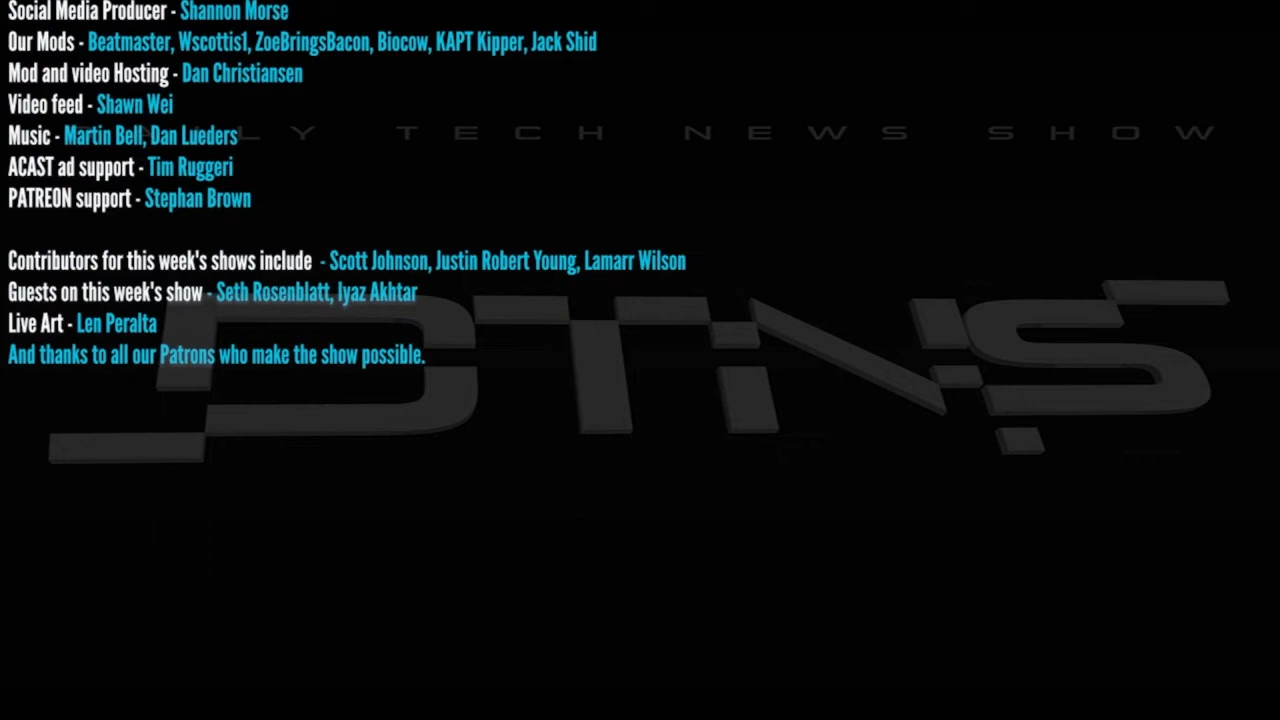 Social Media Producer - Shannon Morse
Our Mods - Beatmaster, Wscottis1, ZoeBringsBacon, Biocow, KAPT Kipper, Jack Shid
Mod and video Hosting - Dan Christiansen
Video feed - Shawn Wei
Music - Martin Bell, Dan Lueders
DAILY TECH NEWS SHOW
ACAST ad support - Tim Ruggeri
PATREON support - Stephan Brown
Contributors for this week's shows include - Scott Johnson, Justin Robert Young, Lamarr Wilson
Guests on this week's show - Seth Rosenblatt, Iyaz Akhtar
Live Art - Len Peralta
And thanks to all our Patrons who make the show possible.
DTNS